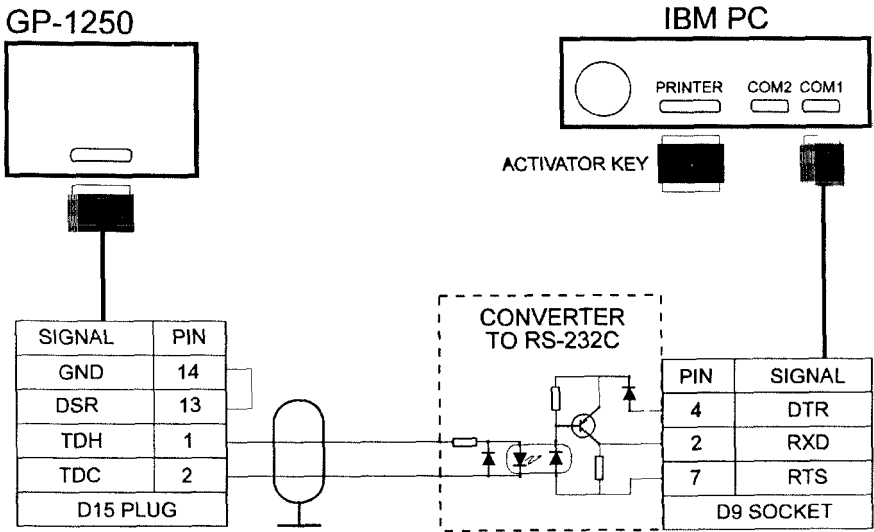 GP-1250
IBM PC
PRINTER COM2 COM1
ACTIVATOR KEY
CONVERTER
TO RS-232C
SIGNAL PIN
GND 14
DSR 13
TDH 1
TDC 2
D15 PLUG
PIN SIGNAL
4 DTR
2 RXD
7 RTS
D9 SOCKET